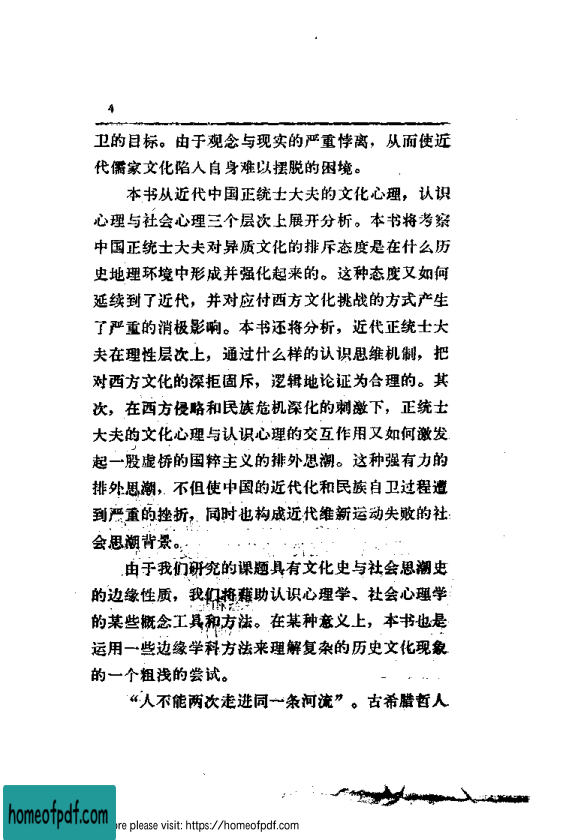 4
卫的目标。由于观念与现实的严重悖离，从而使近
代儒家文化陷入自身难以摆脱的困境。
本书从近代中国正统士大夫的文化心理，认识
心理与社会心理三个层次上展开分析。本书将考察
中国正统士大夫对异质文化的排斥态度是在什么历
史地理环境中形成并强化起来的。这种态度又如何
延续到了近代，并对应付西方文化挑战的方式产生
了严重的消极影响。本书还将分析，近代正统士大
夫在理性层次上，通过什么样的认识思维机制，把
对西方文化的深拒固斥，逻辑地论证为合理的。其
次，在西方侵略和民族危机深化的刺激下，正统士
大夫的文化心理与认识心理的交互作用又如何激发
起一股虚侨的国粹主义的排外思潮。这种强有力的
排外思潮，不但使中国的近代化和民族自卫过程遭
到严重的挫折，同时也构成近代维新运动失败的社
会思潮背景。
由于我们研究的课题具有文化史与社会思潮史
的边缘性质，我们将藉助认识心理学、社会心理学
的某些概念工具和方法。在某种意义上，本书也是
运用一些边缘学科方法来理解复杂的历史文化现象
的一个粗浅的尝试。
“人不能两次走进同一条河流”。古希腊哲人
homeofpdf.com
ore please visit: https://homeofpdf.com